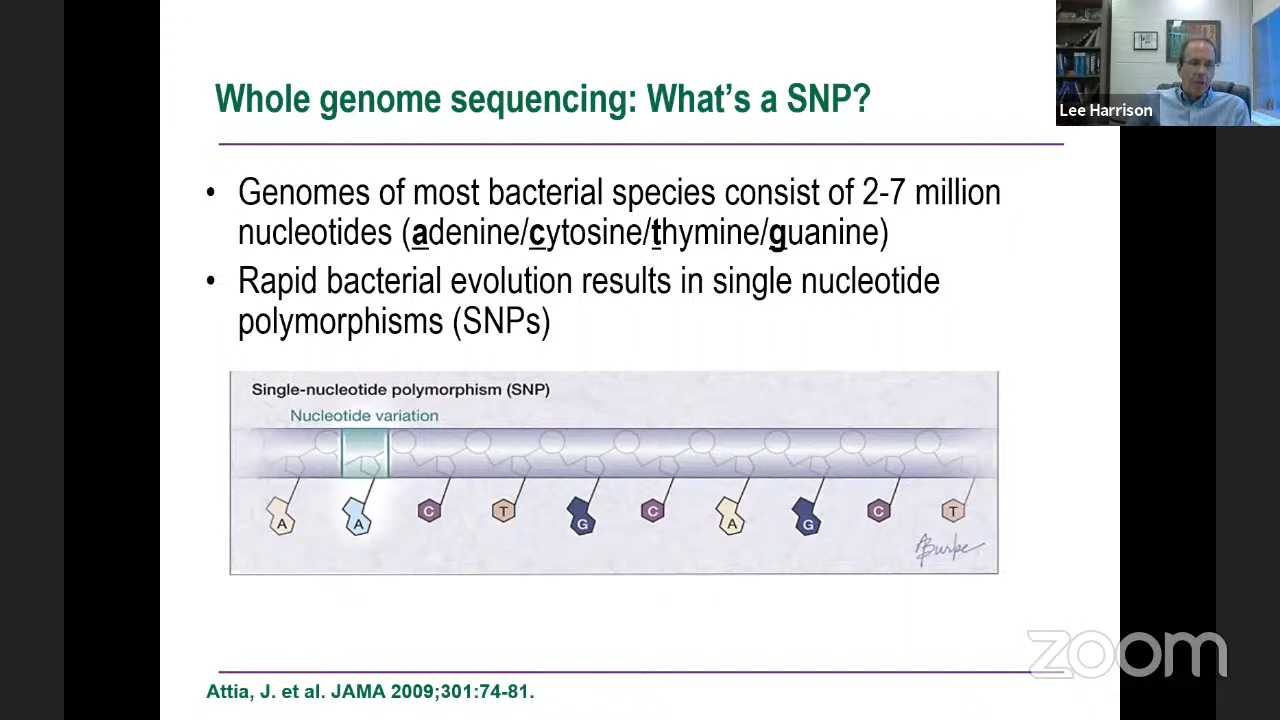 Whole genome sequencing: What's a SNP?
Lee Harrison
• Genomes of most bacterial species consist of 2-7 million
nucleotides (adenine/cytosine/thymine/guanine)
• Rapid bacterial evolution results in single nucleotide
polymorphisms (SNPs)
Single-nucleotide polymorphism (SNP)
Nucleotide variation
A A C T G C A G C T
ABurke
zoom
Attia, J. et al. JAMA 2009;301:74-81.